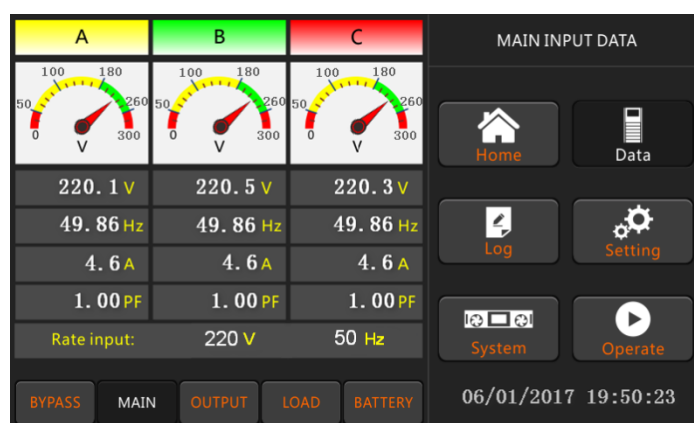 A B C
100 180 100 180 100 180
50 260 50 260 50 260
0 300 0 300 0 300
V V V
220.1 V 220.5 V 220.3 V
49.86 Hz 49.86 Hz 49.86 Hz
4.6 A 4.6 A 4.6 A
1.00 PF 1.00 PF 1.00 PF
Rate input: 220 V 50 Hz
BYPASS MAIN OUTPUT LOAD BATTERY
MAIN INPUT DATA
Home Data
Log Setting
System Operate
06/01/2017 19:50:23